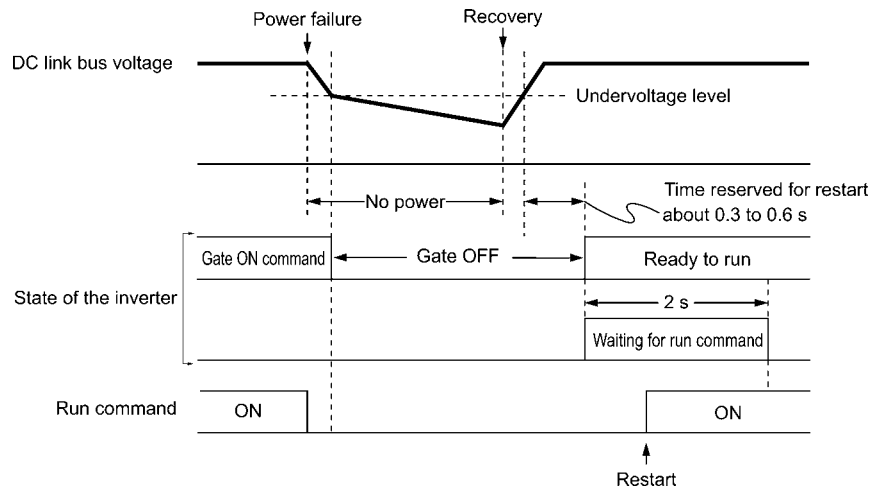 Power failure
Recovery
DC link bus voltage
Undervoltage level
No power
Time reserved for restart
about 0.3 to 0.6 s
Gate ON command
Gate OFF
Ready to run
State of the inverter
2 s
Waiting for run command
Run command
ON
ON
Restart